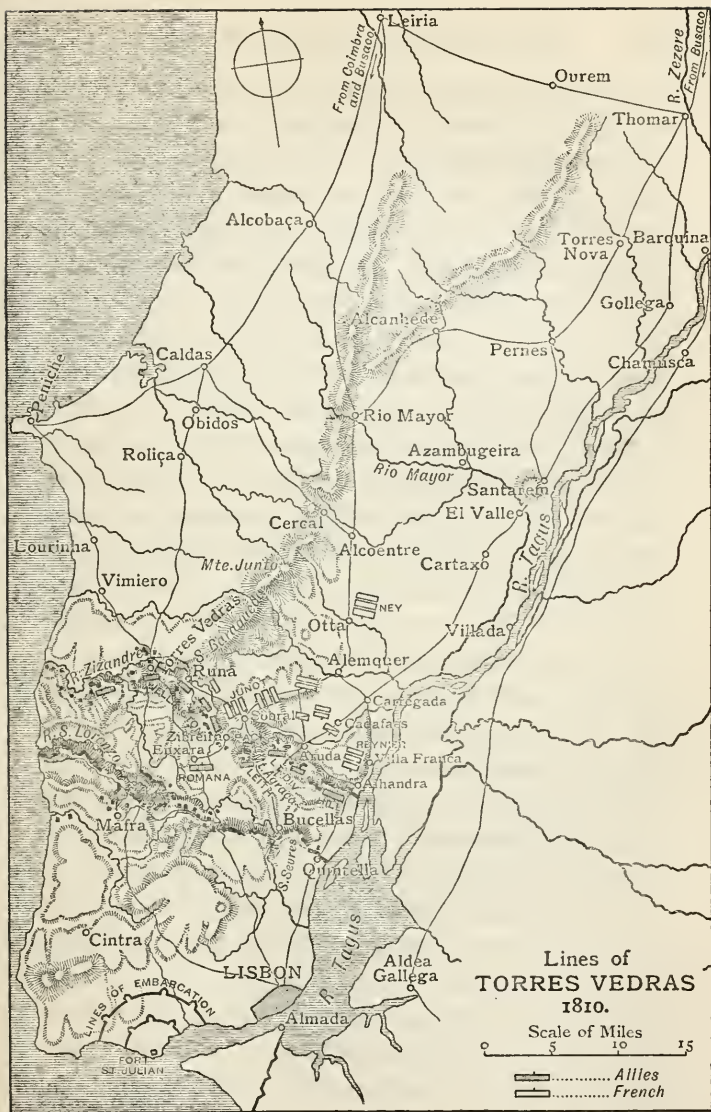 Leiria
From Coimbra
and Busaco
Ourem
R. Zezere
From Busaco
Thomar
Alcobaça
Torres
Nova
Barquina
Gollega
Alcanhede
Pernes
Chamusca
Caldas
Peniche
Obidos
Rio Mayor
Roliça
Azambugeira
Rio Mayor
Santarem
El Valle
Cercal
Alcoentre
R. Tagus
Lourinha
Mte. Junto
Cartaxo
Vimiero
NEY
Otta
Villada
Torres Vedras
R. Zizandre
Runa
Alemquer
JUNOT
Sobral
Carregada
Cadafaes
R. S. Lorenzo
Zibreira
Enxara
REYNIER
Aruda
Villa Franca
ROMANA
Alhandra
Mafra
Bucellas
Quintella
Cintra
LISBON
R. Tagus
Aldea
Gallega
LINES OF EMBARCATION
Almada
FORT
ST JULIAN
Lines of
TORRES VEDRAS
1810.
Scale of Miles
0 5 10 15
Allies
French